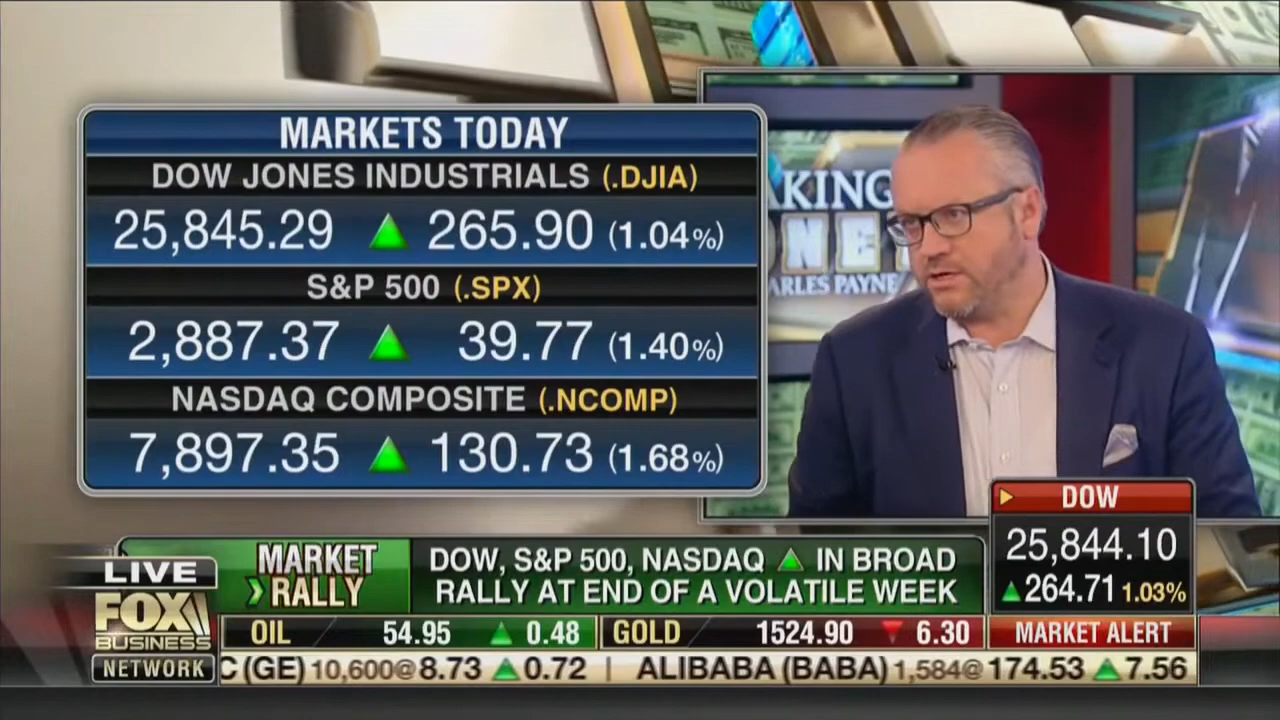 MARKETS TODAY
DOW JONES INDUSTRIALS (.DJIA)
25,845.29 ▲ 265.90 (1.04%)
S&P 500 (.SPX)
2,887.37 ▲ 39.77 (1.40%)
NASDAQ COMPOSITE (.NCOMP)
7,897.35 ▲ 130.73 (1.68%)
AKING
ONE
ARLES PAYNE
DOW
25,844.10
▲264.71 1.03%
MARKET ALERT
LIVE
FOX
BUSINESS
NETWORK
MARKET
RALLY
DOW, S&P 500, NASDAQ ▲ IN BROAD
RALLY AT END OF A VOLATILE WEEK
OIL 54.95 ▲ 0.48 GOLD 1524.90 ▼ 6.30
C (GE) 10,600@8.73 ▲0.72 | ALIBABA (BABA) 1,584@174.53 ▲7.56